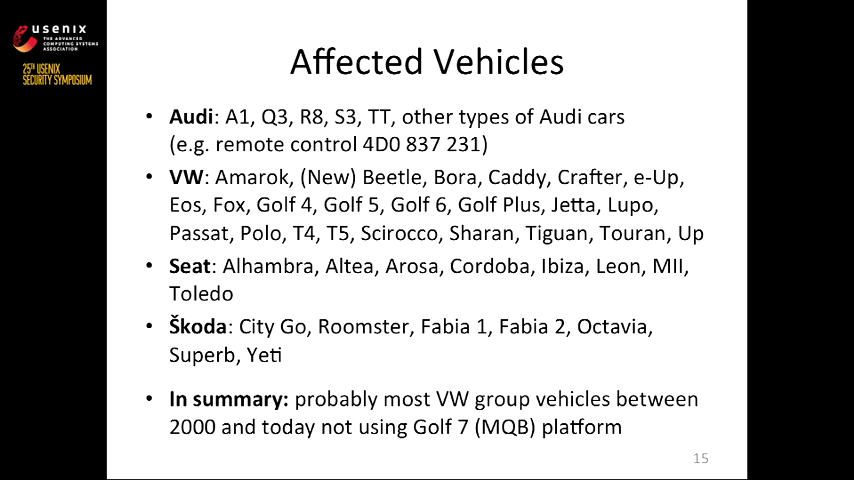 usenix
THE ADVANCED
COMPUTING SYSTEMS
ASSOCIATION
25TH USENIX
SECURITY SYMPOSIUM
Affected Vehicles
• Audi: A1, Q3, R8, S3, TT, other types of Audi cars
(e.g. remote control 4D0 837 231)
• VW: Amarok, (New) Beetle, Bora, Caddy, Crafter, e-Up,
Eos, Fox, Golf 4, Golf 5, Golf 6, Golf Plus, Jetta, Lupo,
Passat, Polo, T4, T5, Scirocco, Sharan, Tiguan, Touran, Up
• Seat: Alhambra, Altea, Arosa, Cordoba, Ibiza, Leon, MII,
Toledo
• Škoda: City Go, Roomster, Fabia 1, Fabia 2, Octavia,
Superb, Yeti
• In summary: probably most VW group vehicles between
2000 and today not using Golf 7 (MQB) platform
15